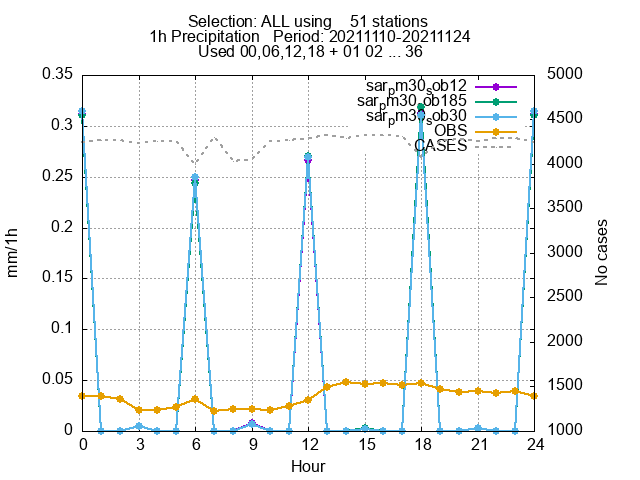 Selection: ALL using 51 stations
1h Precipitation Period: 20211110-20211124
Used 00,06,12,18 + 01 02 ... 36
0.35
0.3
0.25
0.2
0.15
0.1
0.05
0
mm/1h
5000
4500
4000
3500
3000
2500
2000
1500
1000
No cases
sar_pm30_sob12
sar_pm30_ob185
sar_pm30_sob30
OBS
CASES
0 3 6 9 12 15 18 21 24
Hour